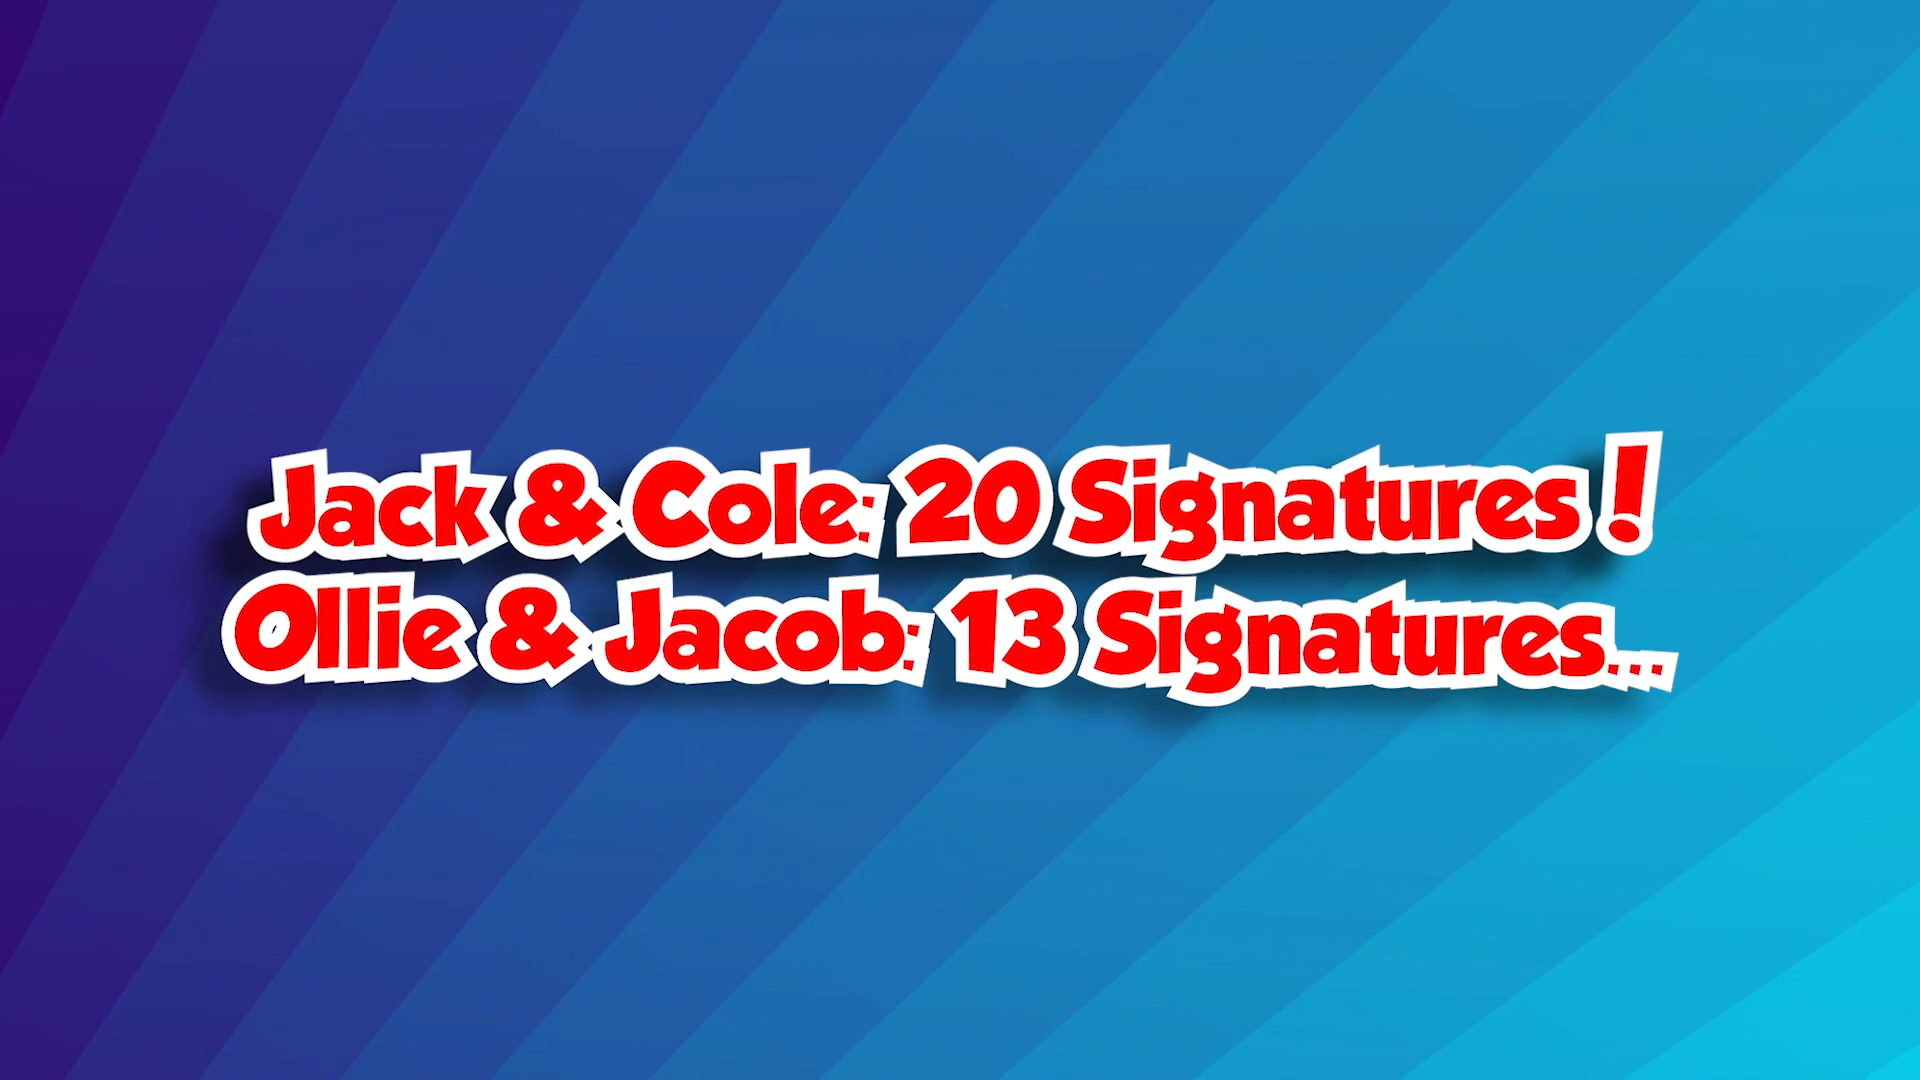 Jack & Cole: 20 Signatures!
Ollie & Jacob: 13 Signatures...